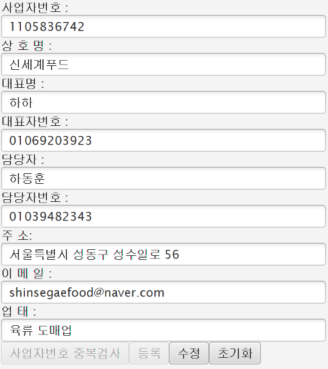 사업자번호 :
1105836742
상 호 명 :
신세계푸드
대표명 :
하하
대표자번호 :
01069203923
담당자 :
하동훈
담당자번호 :
01039482343
주 소:
서울특별시 성동구 성수일로 56
이 메 일 :
shinsegaefood@naver.com
업 태 :
육류 도매업
사업자번호 중복검사 등록 수정 초기화